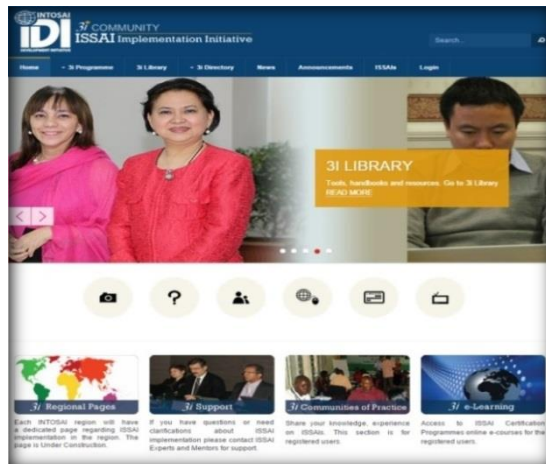 INTOSAI
IDI
DEVELOPMENT INITIATIVE
3i COMMUNITY
ISSAI Implementation Initiative
Search...
Home
3i Programme
3i Library
3i Directory
News
Announcements
ISSAIs
Login
3I LIBRARY
Tools, handbooks and resources. Go to 3i Library
READ MORE
3i Regional Pages
Each INTOSAI region will have
a dedicated page regarding ISSAI
implementation in the region. The
page is Under Construction.
3i Support
If you have questions or need
clarifications about ISSAI
implementation please contact ISSAI
Experts and Mentors for support.
3i Communities of Practice
Share your knowledge, experience
on ISSAIs. This section is for
registered users.
3i e-Learning
Access to ISSAI Certification
Programmes online e-courses for the
registered users.